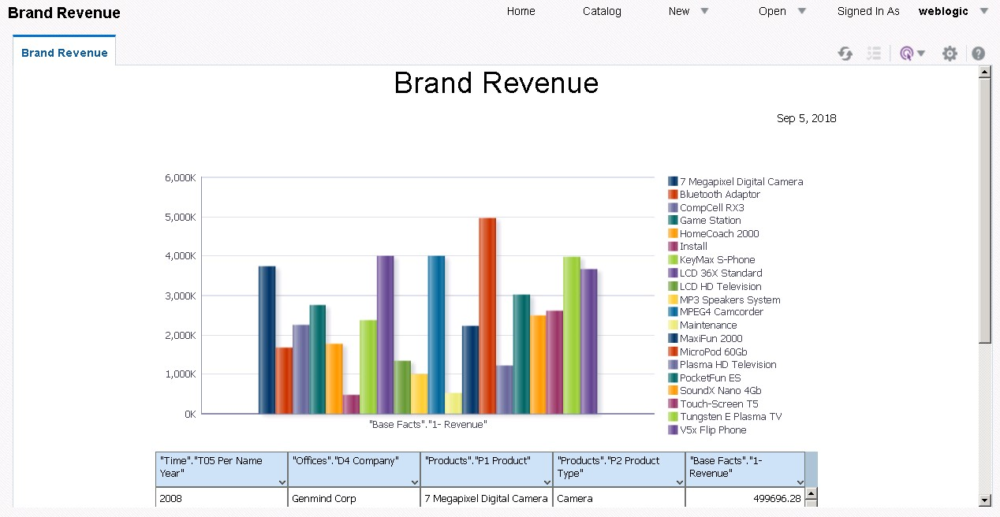 Brand Revenue
Home Catalog New Open Signed In As weblogic
Brand Revenue
Brand Revenue
Sep 5, 2018
6,000K
5,000K
4,000K
3,000K
2,000K
1,000K
0K
"Base Facts"."1- Revenue"
7 Megapixel Digital Camera
Bluetooth Adaptor
CompCell RX3
Game Station
HomeCoach 2000
Install
KeyMax S-Phone
LCD 36X Standard
LCD HD Television
MP3 Speakers System
MPEG4 Camcorder
Maintenance
MaxiFun 2000
MicroPod 60Gb
Plasma HD Television
PocketFun ES
SoundX Nano 4Gb
Touch-Screen T5
Tungsten E Plasma TV
V5x Flip Phone
"Time"."T05 Per Name Year" "Offices"."D4 Company" "Products"."P1 Product" "Products"."P2 Product Type" "Base Facts"."1- Revenue"
2008 Genmind Corp 7 Megapixel Digital Camera Camera 499696.28